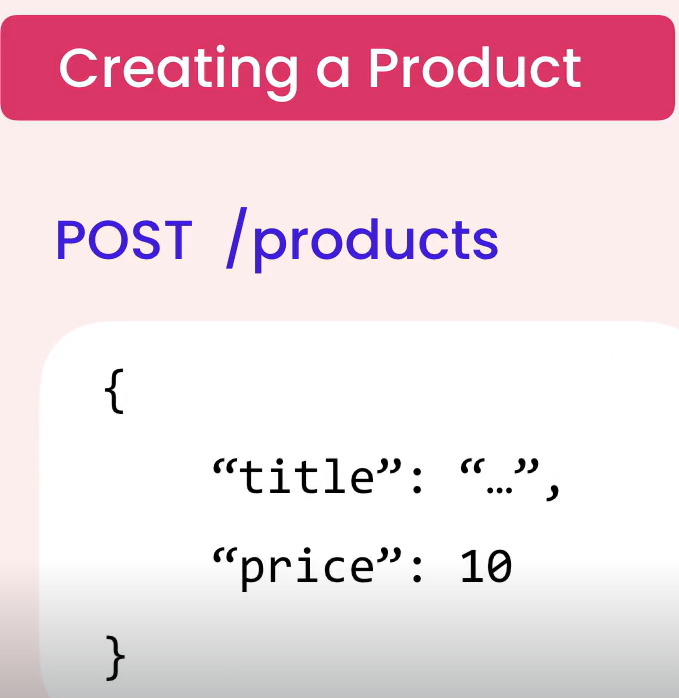 Creating a Product
POST /products
{
“title”: “…”,
“price”: 10
}